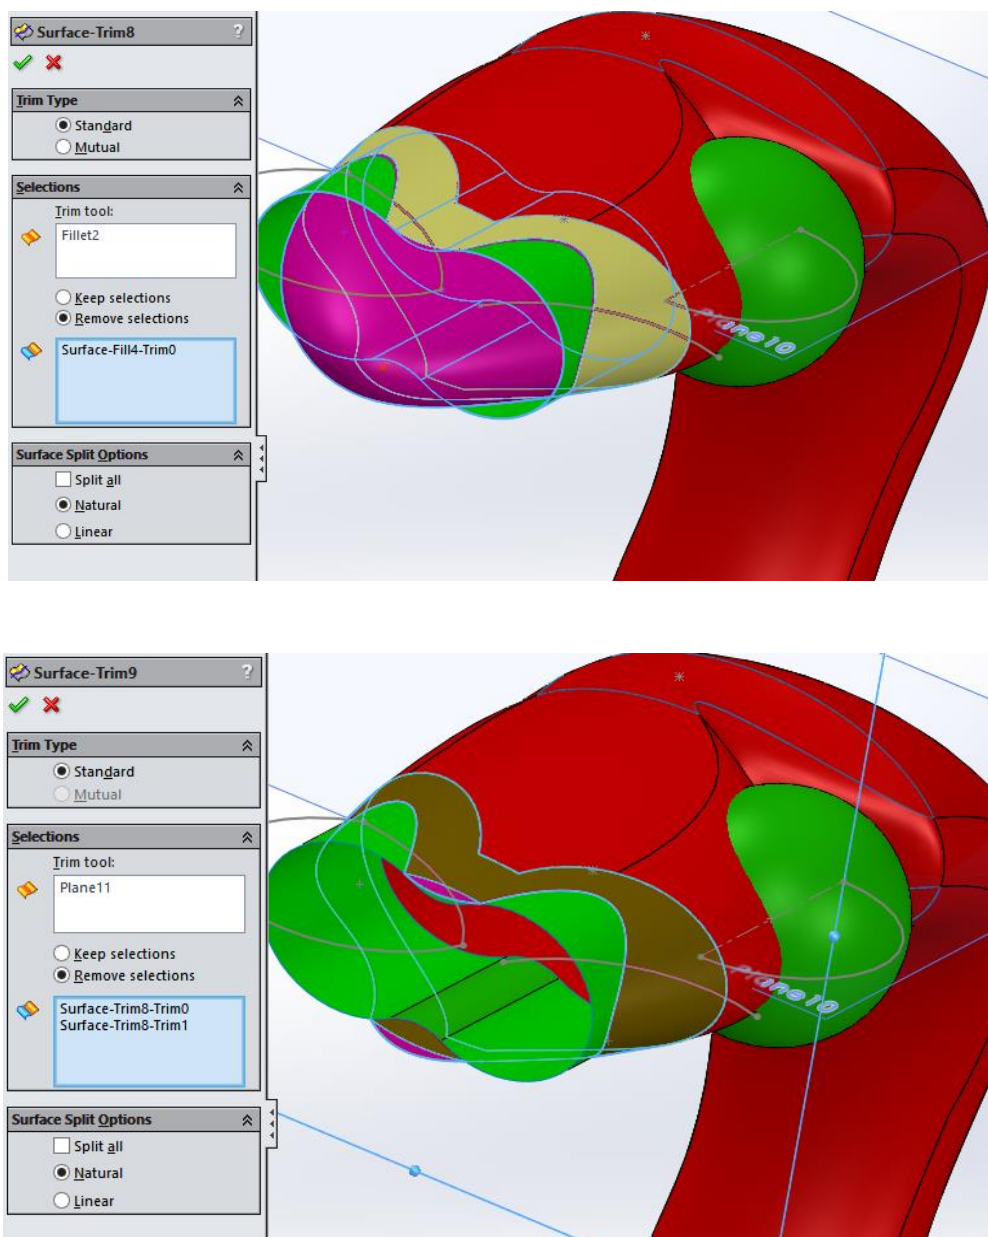 Surface-Trim8 ?
Trim Type
Standard
Mutual
Selections
Trim tool:
Fillet2
Keep selections
Remove selections
Surface-Fill4-Trim0
Surface Split Options
Split all
Natural
Linear
Plane10
Surface-Trim9 ?
Trim Type
Standard
Mutual
Selections
Trim tool:
Plane11
Keep selections
Remove selections
Surface-Trim8-Trim0
Surface-Trim8-Trim1
Surface Split Options
Split all
Natural
Linear
Plane10